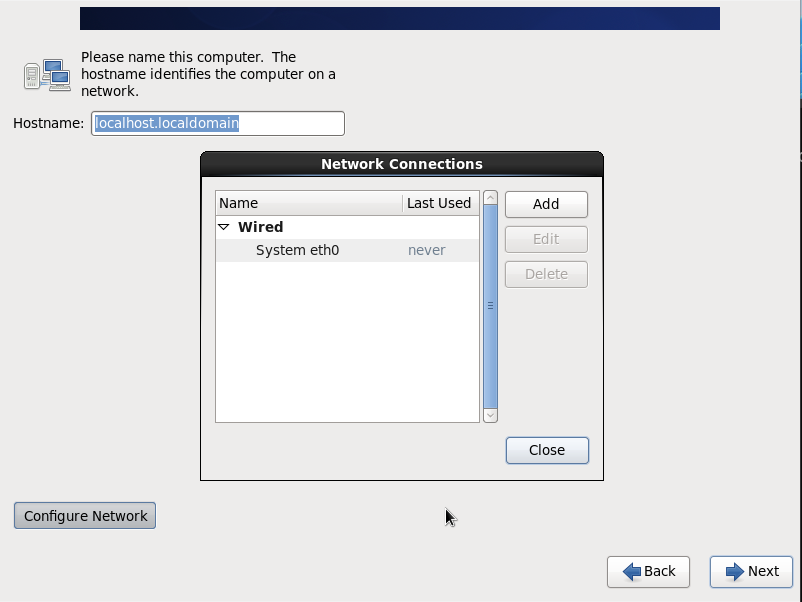 Please name this computer.  The
hostname identifies the computer on a
network.
Hostname: localhost.localdomain
Network Connections
Name Last Used
Wired
System eth0 never
Add
Edit
Delete
Close
Configure Network
Back Next